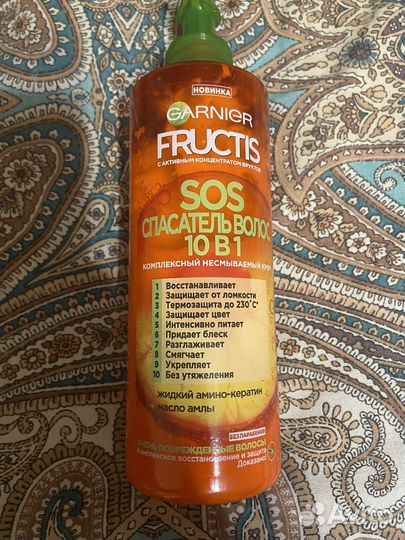 НОВИНКА
GARNIER
FRUCTIS
С АКТИВНЫМ КОНЦЕНТРАТОМ ФРУКТОВ
SOS
СПАСАТЕЛЬ ВОЛОС
10 В 1
КОМПЛЕКСНЫЙ НЕСМЫВАЕМЫЙ КРЕМ
1 Восстанавливает
2 Защищает от ломкости
3 Термозащита до 230°C*
4 Защищает цвет
5 Интенсивно питает
6 Придает блеск
7 Разглаживает
8 Смягчает
9 Укрепляет
10 Без утяжеления
жидкий амино-кератин
масло амлы
БЕЗ ПАРАБЕНОВ
ОЧЕНЬ ПОВРЕЖДЕННЫЕ ВОЛОСЫ
Комплексное восстановление и защита
Доказано
Avito